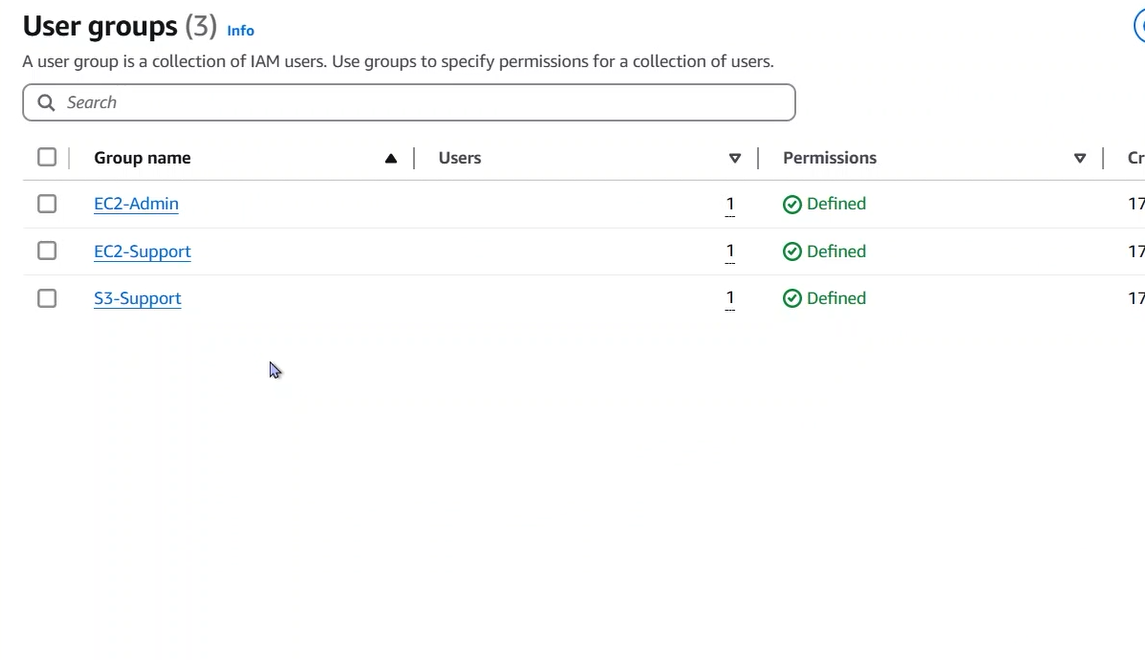 User groups (3) Info
A user group is a collection of IAM users. Use groups to specify permissions for a collection of users.
Search
Group name Users Permissions Cr
EC2-Admin 1 Defined 17
EC2-Support 1 Defined 17
S3-Support 1 Defined 17